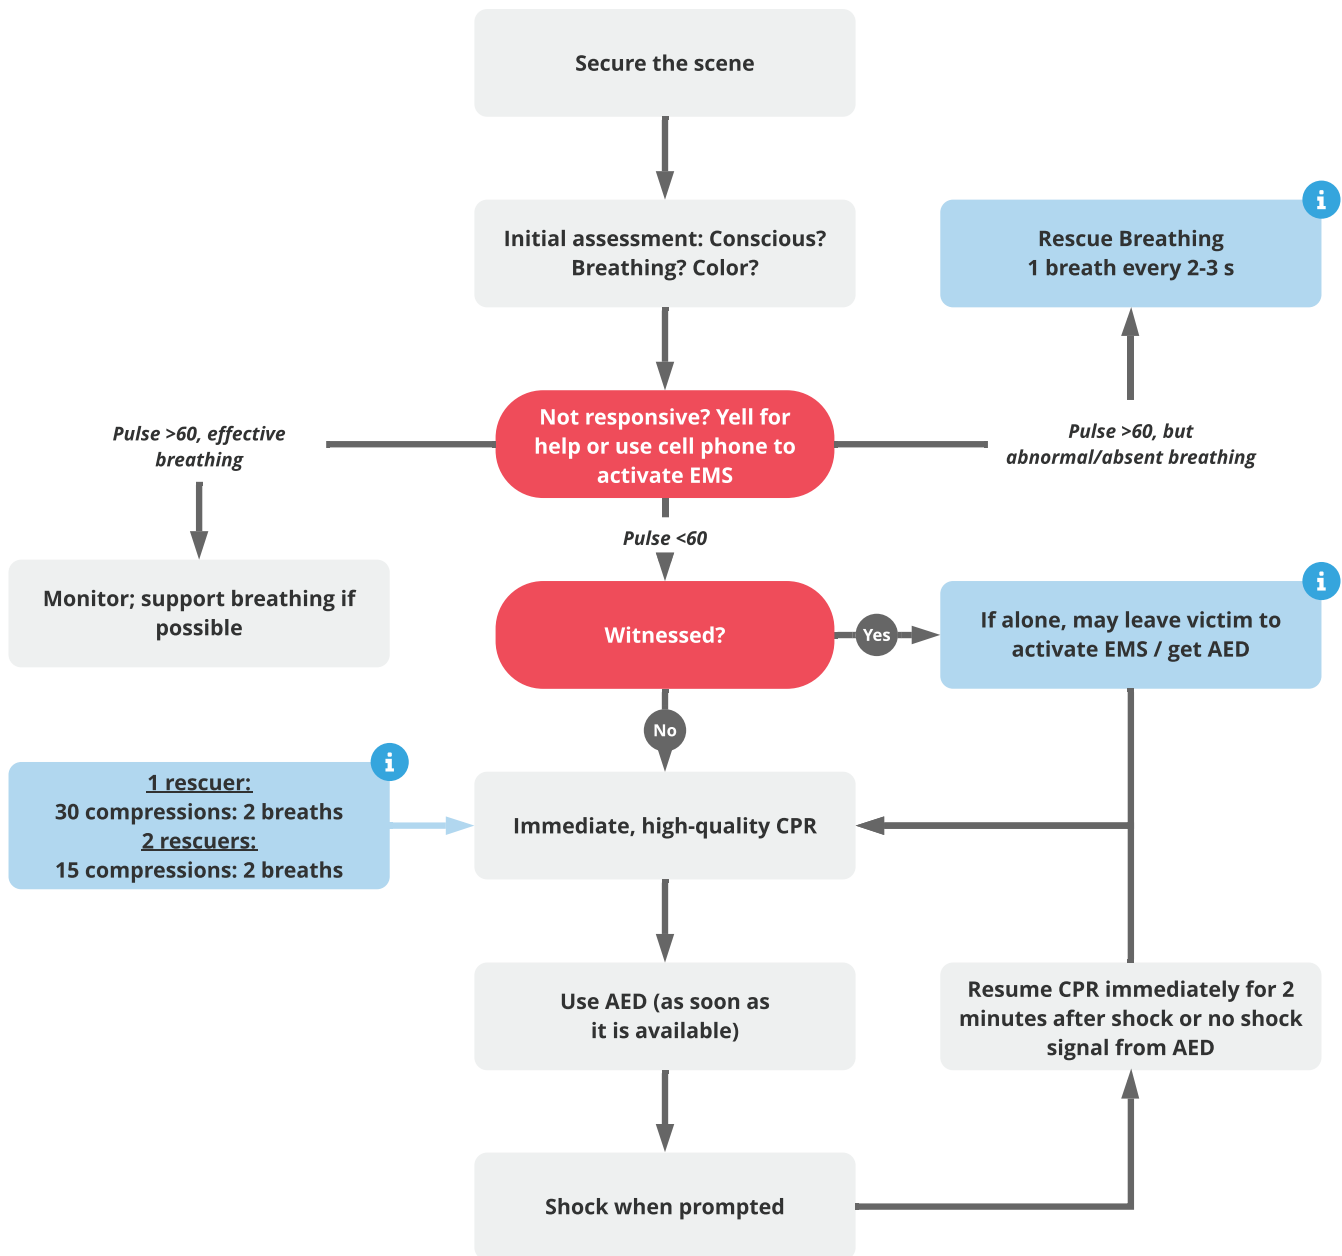 Secure the scene
Initial assessment: Conscious?
Breathing? Color?
Rescue Breathing
1 breath every 2-3 s
Not responsive? Yell for
help or use cell phone to
activate EMS
Pulse >60, effective
breathing
Pulse >60, but
abnormal/absent breathing
Pulse <60
Monitor; support breathing if
possible
Witnessed?
Yes
If alone, may leave victim to
activate EMS / get AED
No
1 rescuer:
30 compressions: 2 breaths
2 rescuers:
15 compressions: 2 breaths
Immediate, high-quality CPR
Use AED (as soon as
it is available)
Resume CPR immediately for 2
minutes after shock or no shock
signal from AED
Shock when prompted